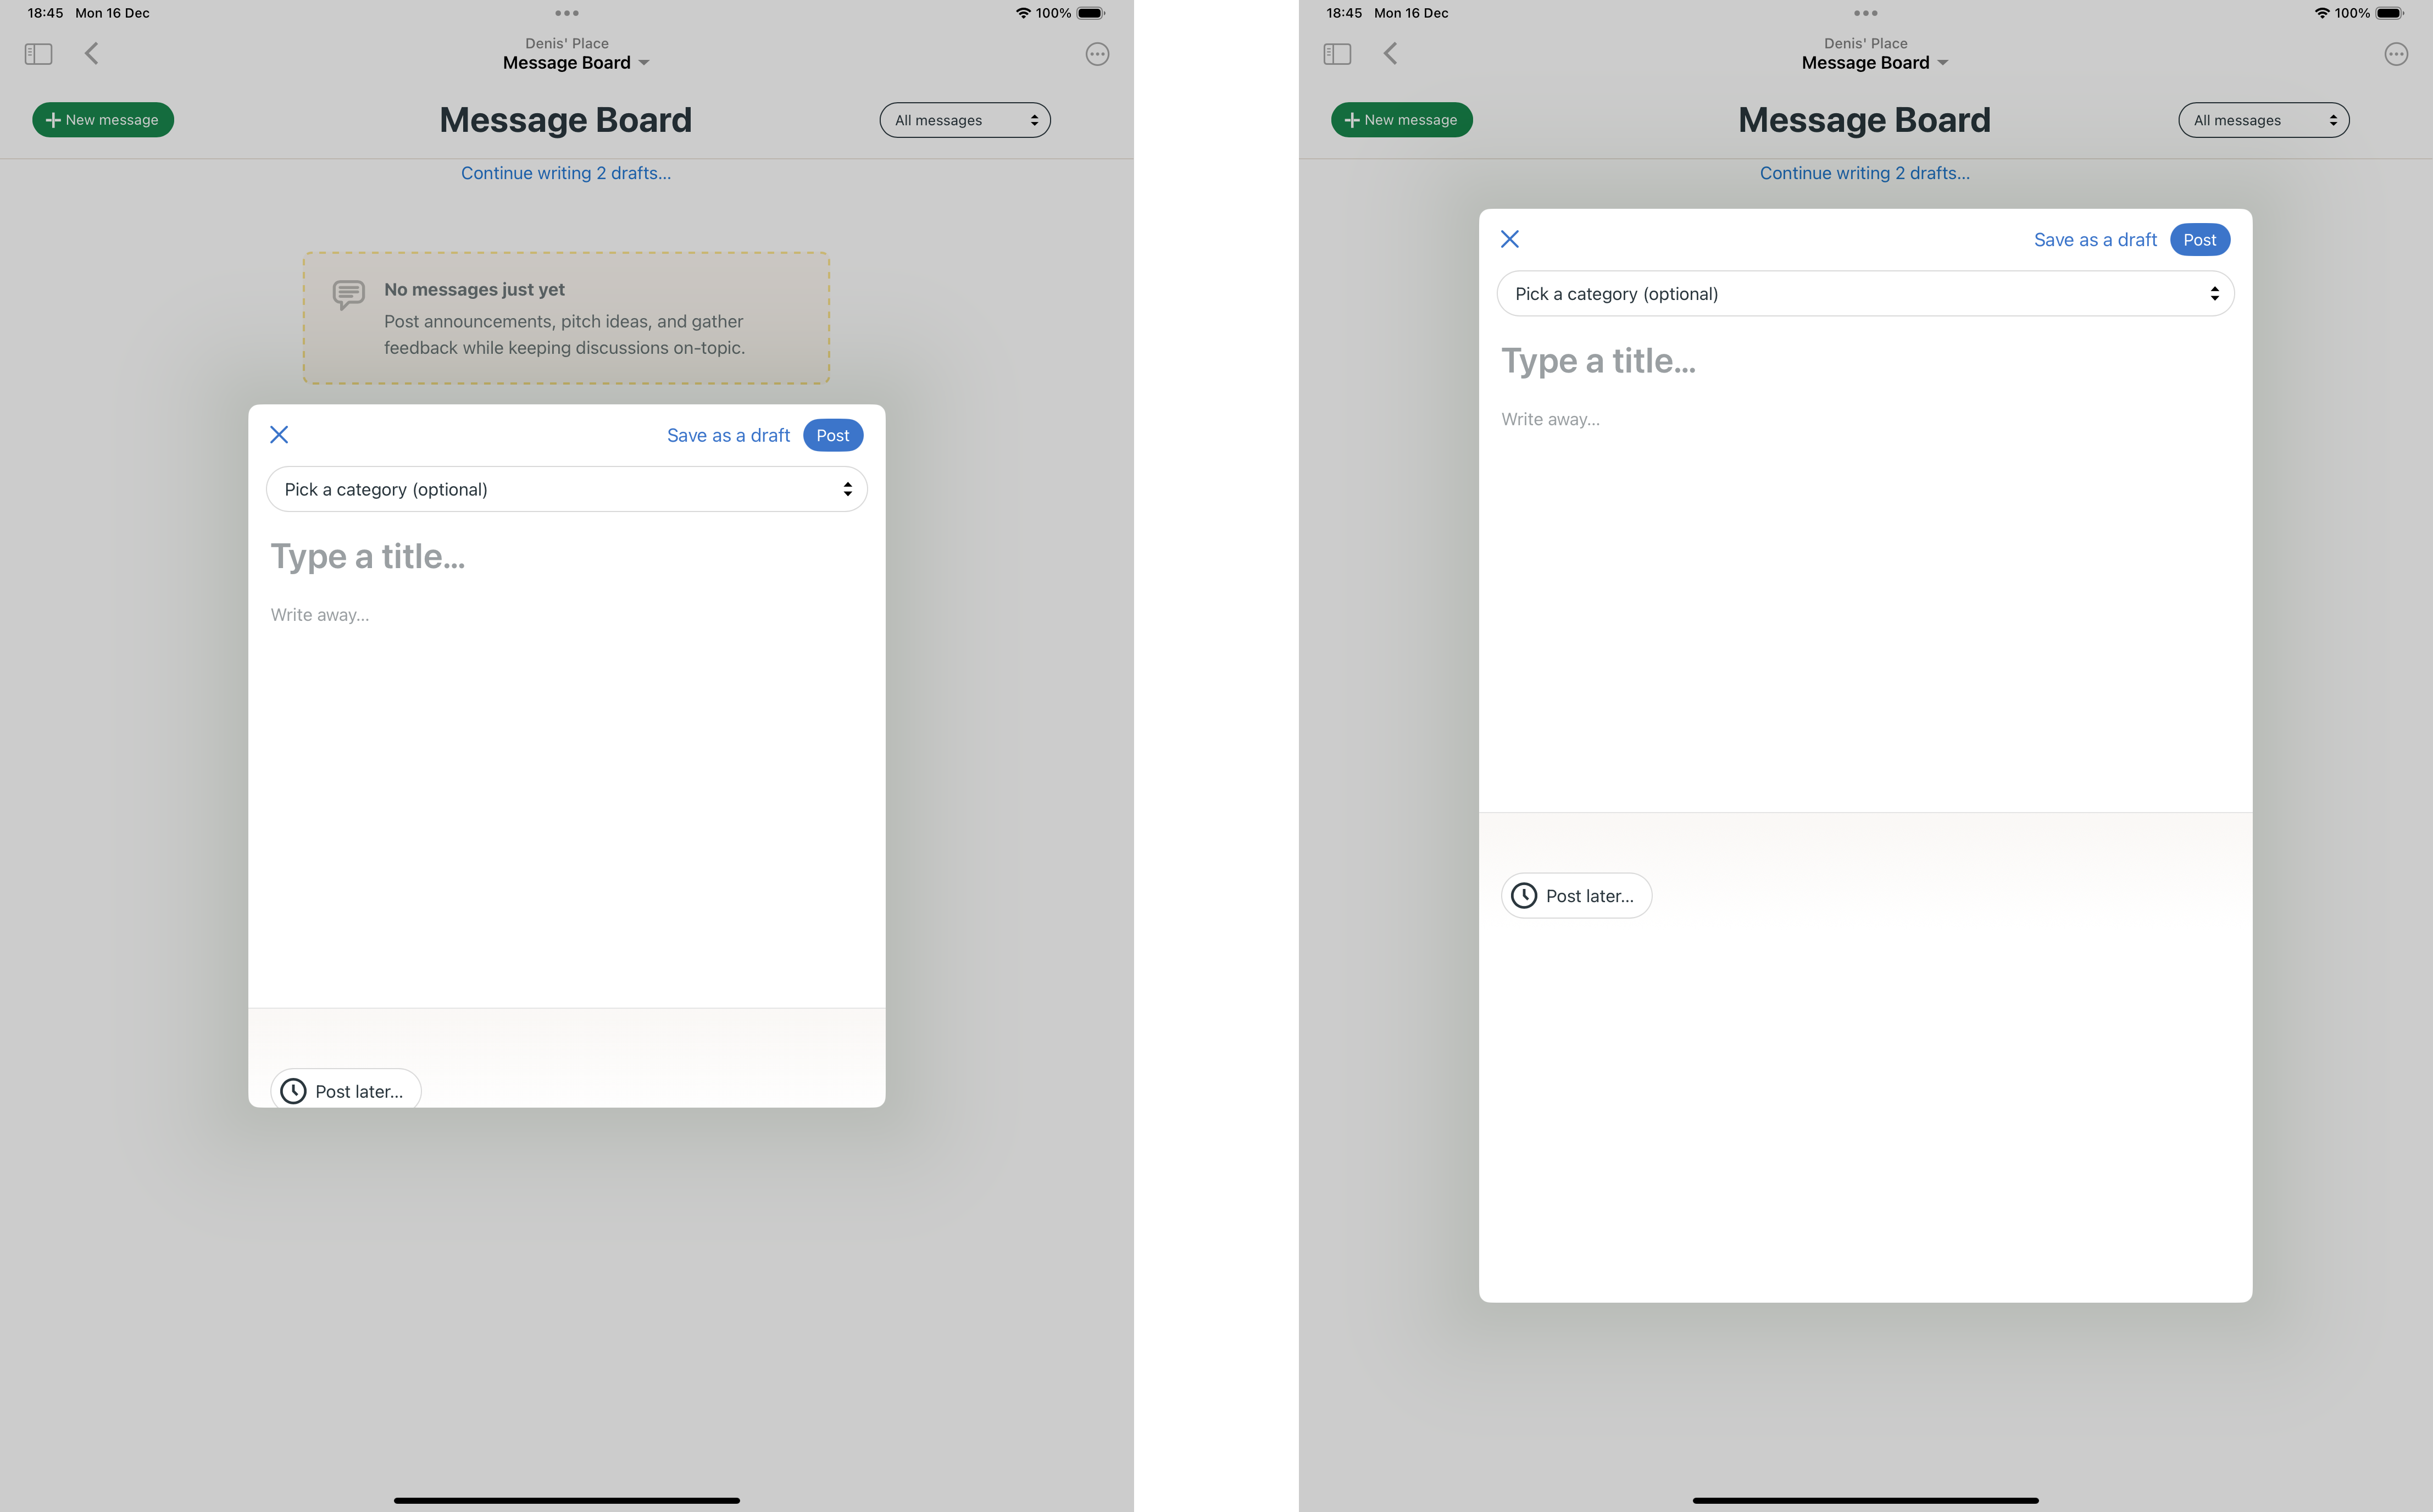 18:45 Mon 16 Dec
100%
Denis' Place
Message Board
New message
Message Board
All messages
Continue writing 2 drafts...
No messages just yet
Post announcements, pitch ideas, and gather
feedback while keeping discussions on-topic.
Save as a draft
Post
Pick a category (optional)
Type a title...
Write away...
Post later...
18:45 Mon 16 Dec
100%
Denis' Place
Message Board
New message
Message Board
All messages
Continue writing 2 drafts...
Save as a draft
Post
Pick a category (optional)
Type a title...
Write away...
Post later...